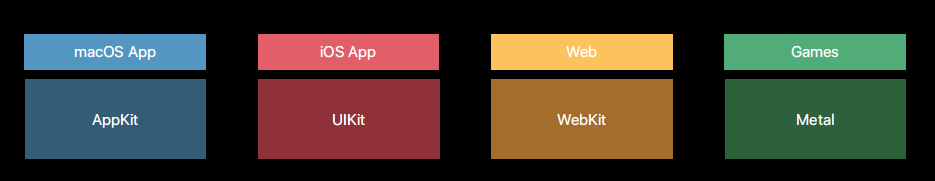 macOS App
iOS App
Web
Games
AppKit
UIKit
WebKit
Metal